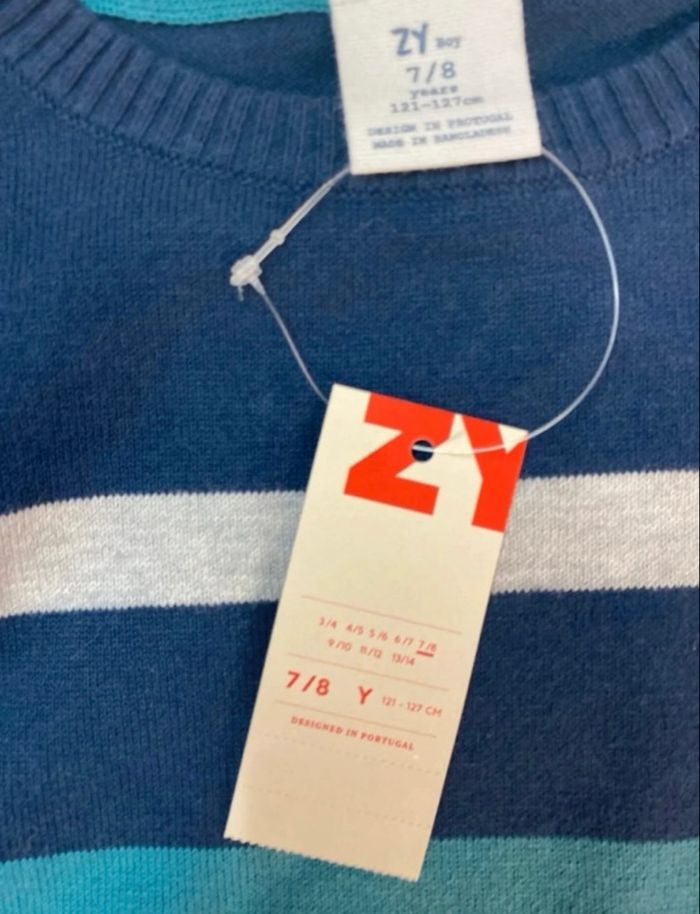 ZY Boy
7/8
years
121-127cm
DESIGN IN PROTUGAL
MADE IN BANGLADESH
ZY
3/4 4/5 5/6 6/7 7/8
9/10 11/12 13/14
7/8 Y 121 - 127 CM
DESIGNED IN PORTUGAL